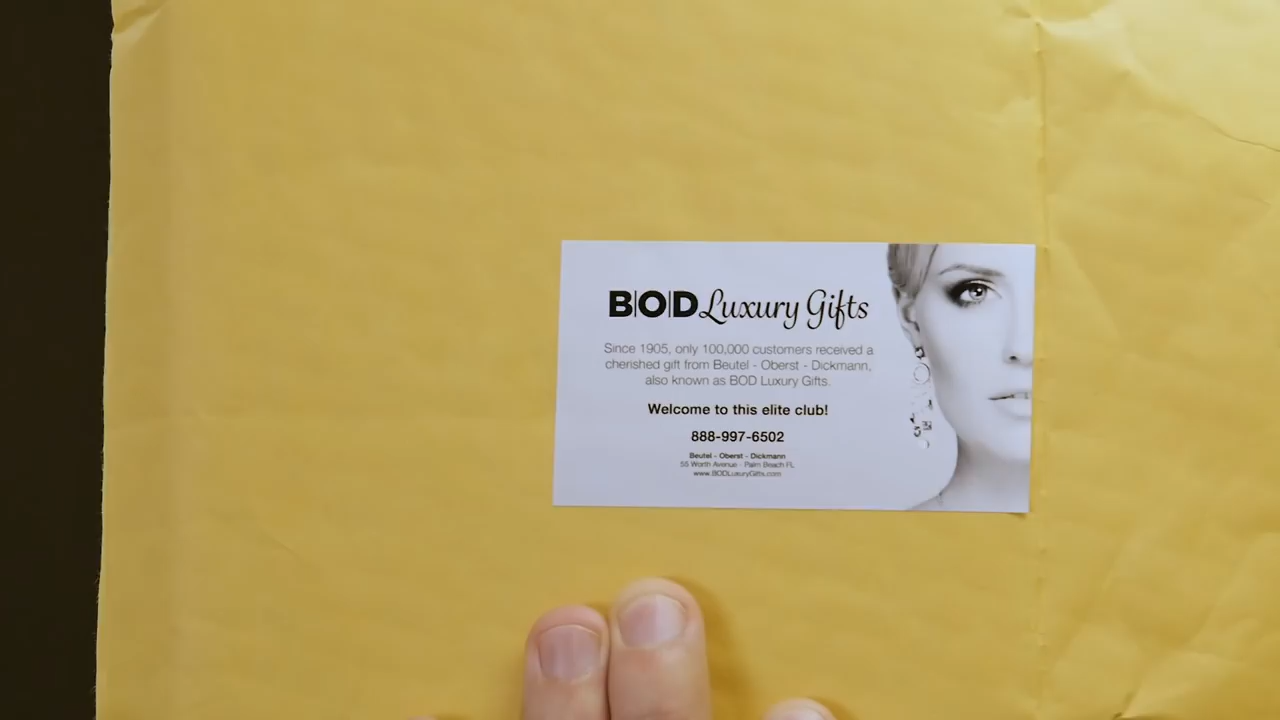 B|O|D Luxury Gifts
Since 1905, only 100,000 customers received a
cherished gift from Beutel - Oberst - Dickmann,
also known as BOD Luxury Gifts.
Welcome to this elite club!
888-997-6502
Beutel - Oberst - Dickmann
55 Worth Avenue - Palm Beach FL
www.BODLuxuryGifts.com